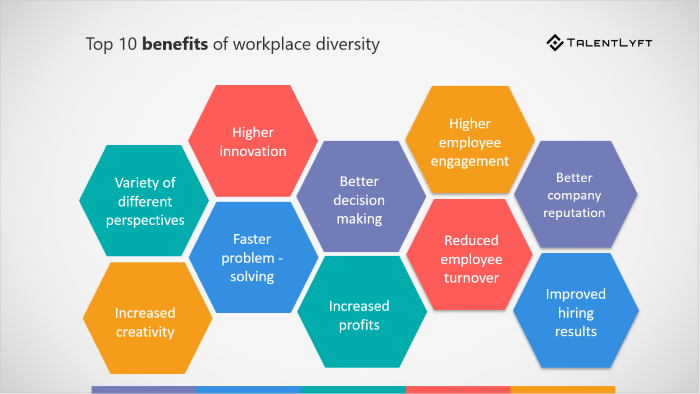 Top 10 benefits of workplace diversity
TALENTLYFT
Variety of
different
perspectives
Increased
creativity
Higher
innovation
Faster
problem -
solving
Better
decision
making
Increased
profits
Higher
employee
engagement
Reduced
employee
turnover
Better
company
reputation
Improved
hiring
results